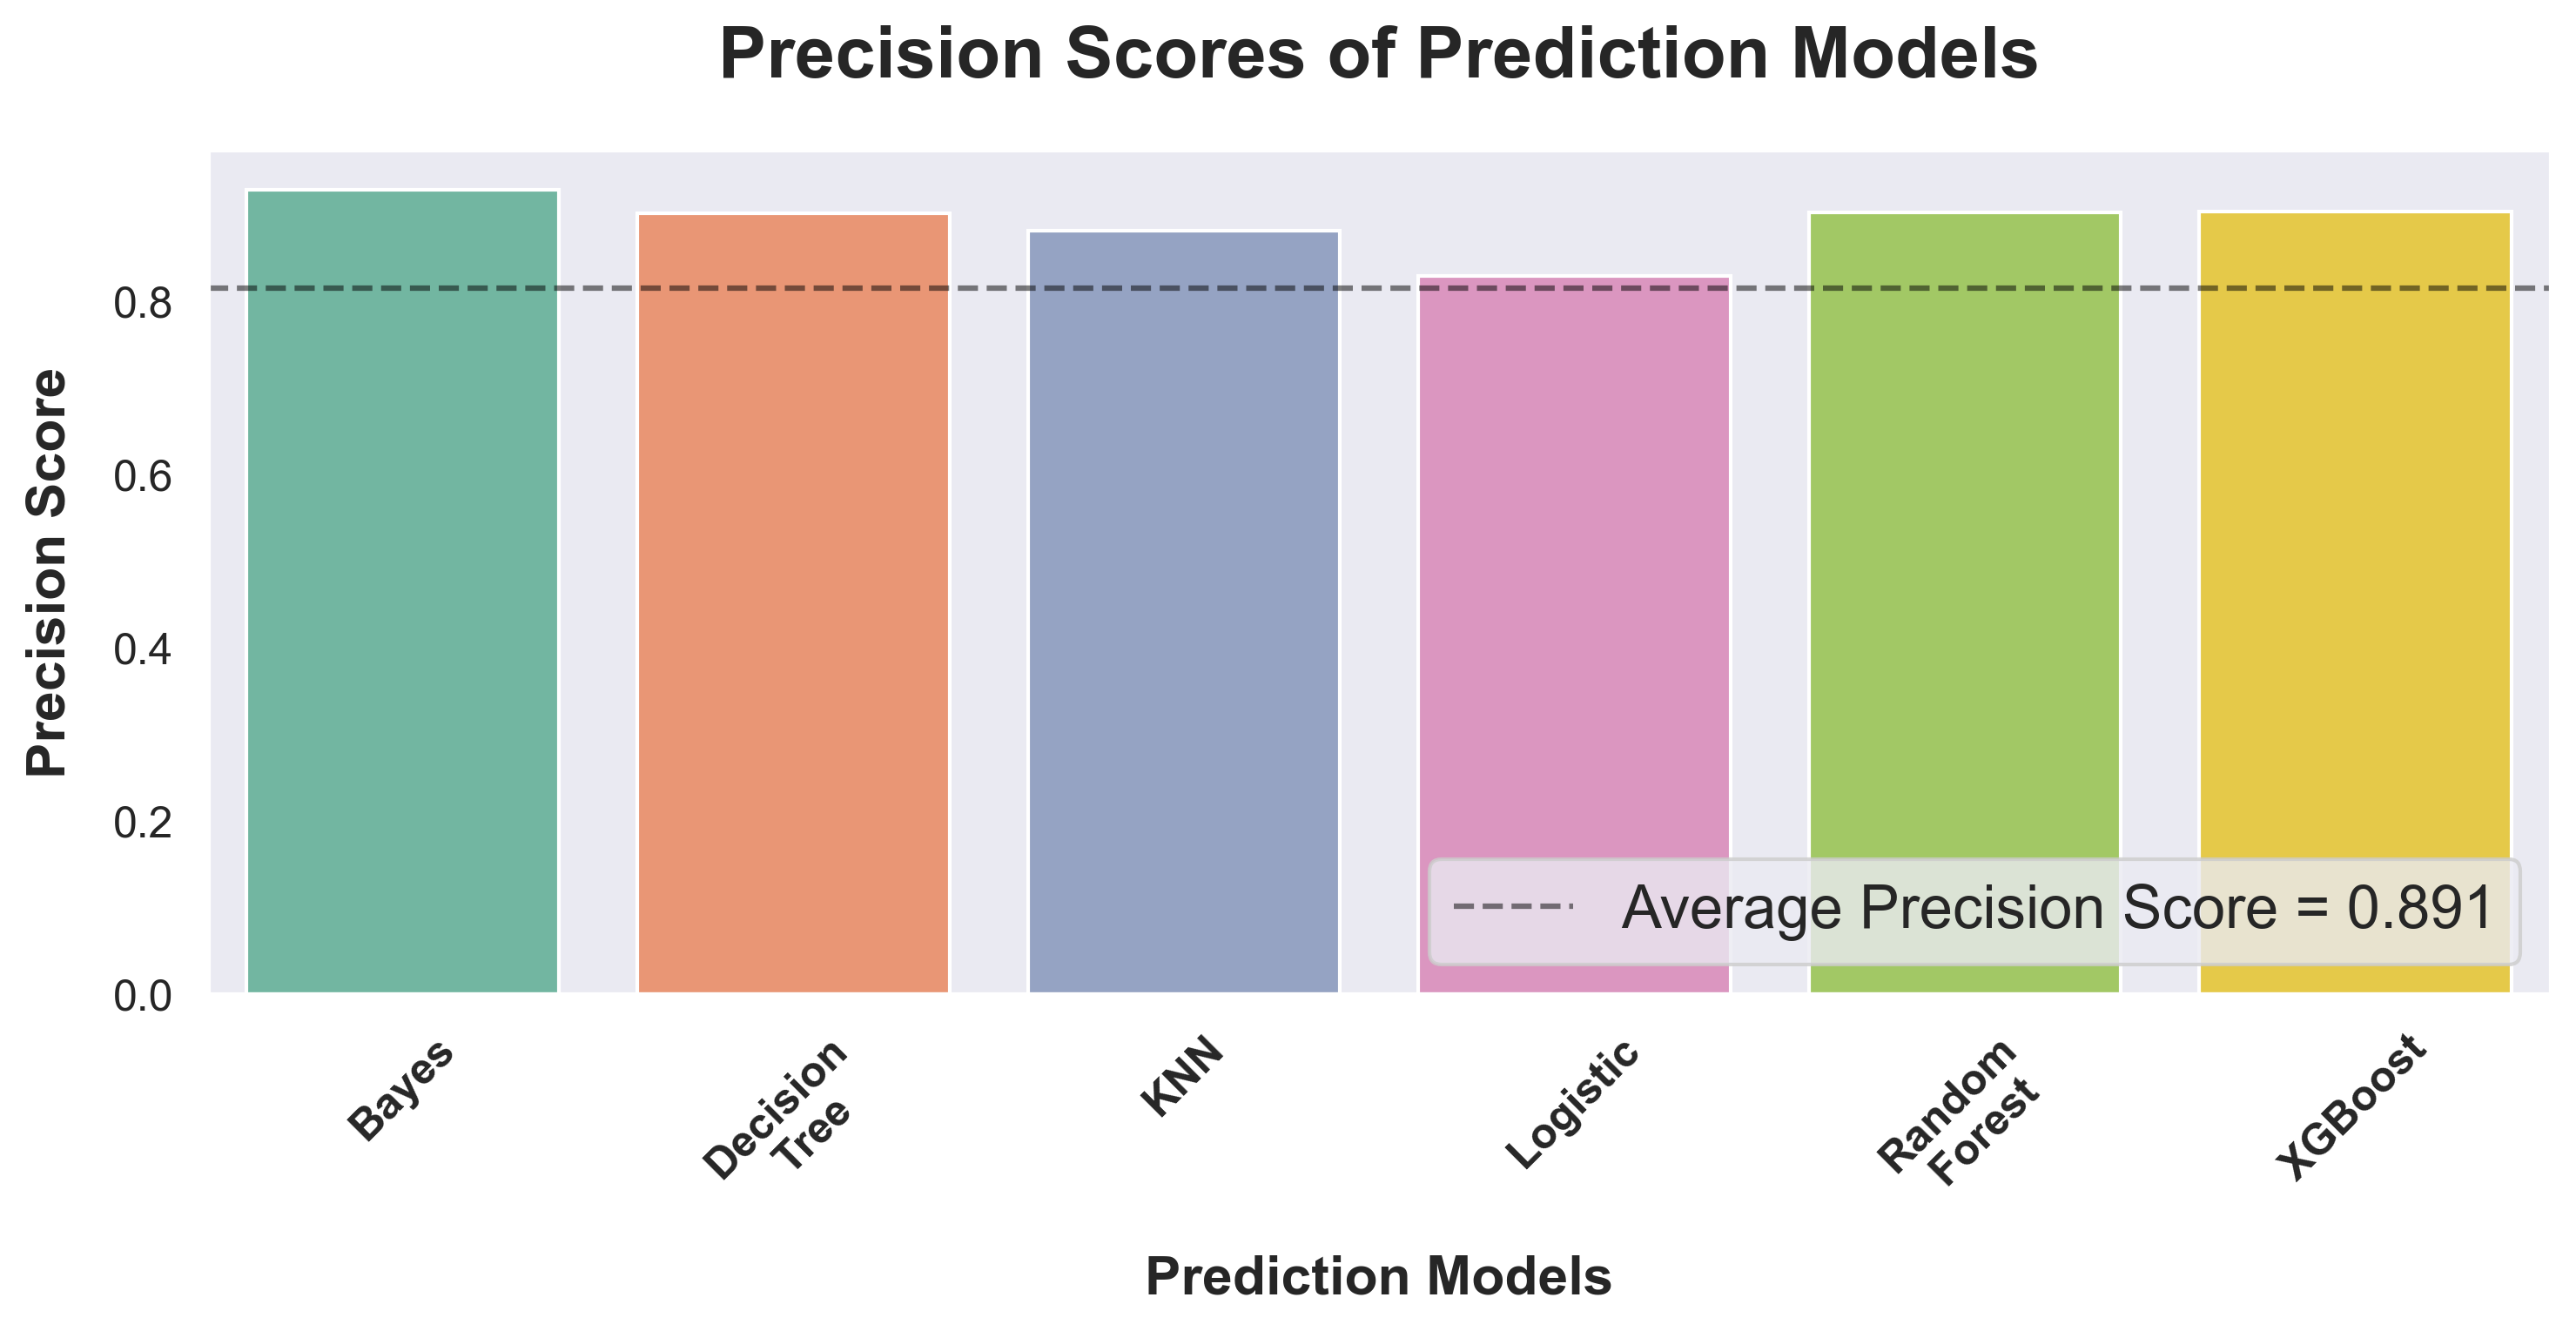 Precision Scores of Prediction Models
Precision Score
0.8
0.6
0.4
0.2
0.0
Average Precision Score = 0.891
Bayes
Decision
Tree
KNN
Logistic
Random
Forest
XGBoost
Prediction Models